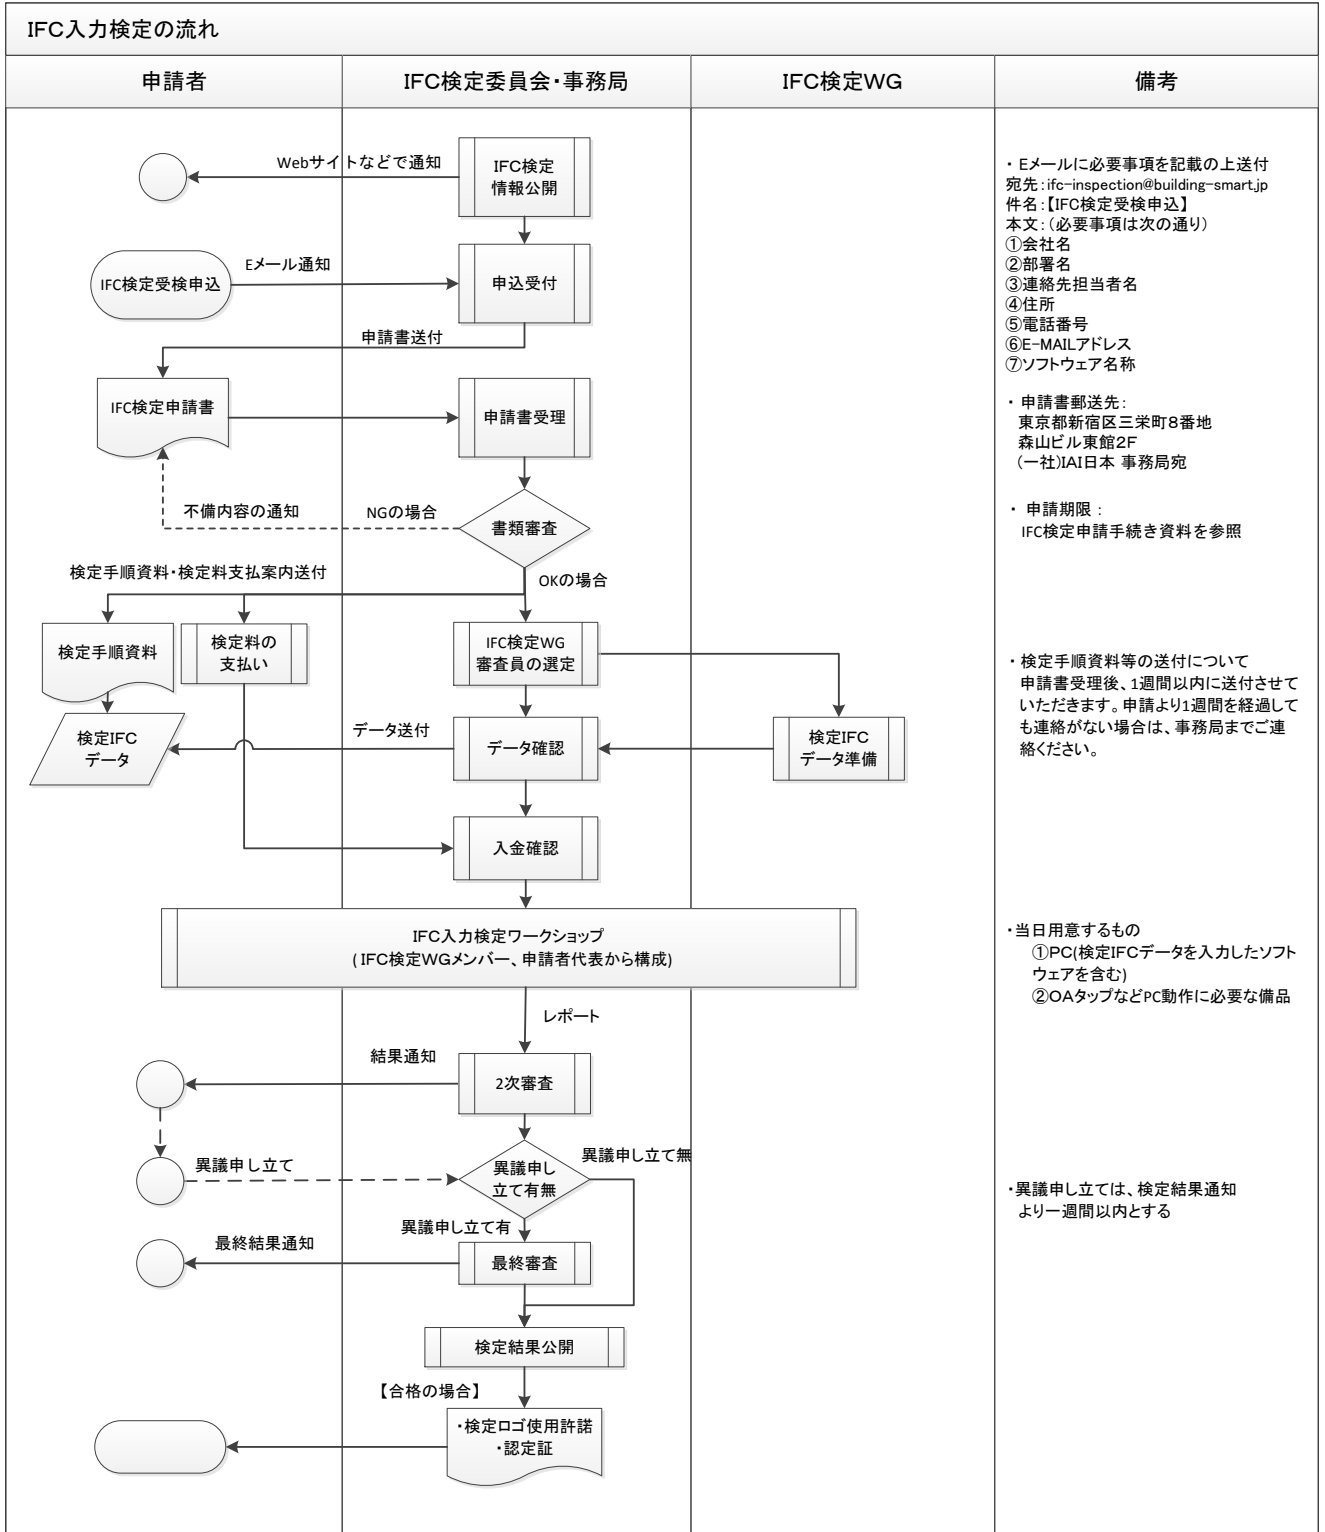 IFC入力検定の流れ
申請者
IFC検定委員会・事務局
IFC検定WG
備考
Webサイトなどで通知
IFC検定
情報公開
Eメール通知
IFC検定受検申込
申込受付
申請書送付
IFC検定申請書
申請書受理
不備内容の通知
NGの場合
書類審査
検定手順資料・検定料支払案内送付
OKの場合
検定手順資料
検定料の
支払い
IFC検定WG
審査員の選定
検定IFC
データ
データ送付
データ確認
検定IFC
データ準備
入金確認
IFC入力検定ワークショップ
(IFC検定WGメンバー、申請者代表から構成)
レポート
結果通知
2次審査
異議申し立て
異議申し
立て有無
異議申し立て無
異議申し立て有
最終結果通知
最終審査
検定結果公開
【合格の場合】
・検定ロゴ使用許諾
・認定証
・Eメールに必要事項を記載の上送付
宛先：ifc-inspection@building-smart.jp
件名：【IFC検定受検申込】
本文：（必要事項は次の通り）
①会社名
②部署名
③連絡先担当者名
④住所
⑤電話番号
⑥E-MAILアドレス
⑦ソフトウェア名称
・申請書郵送先：
東京都新宿区三栄町8番地
森山ビル東館2F
(一社)IAI日本 事務局宛
・ 申請期限：
IFC検定申請手続き資料を参照
・検定手順資料等の送付について
申請書受理後、1週間以内に送付させて
いただきます。申請より1週間を経過して
も連絡がない場合は、事務局までご連
絡ください。
・当日用意するもの
①PC(検定IFCデータを入力したソフト
ウェアを含む)
②OAタップなどPC動作に必要な備品
・異議申し立ては、検定結果通知
より一週間以内とする